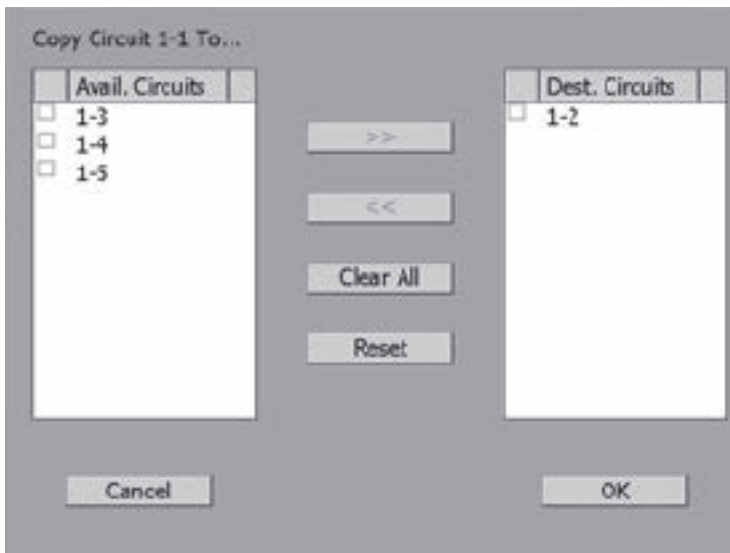 Copy Circuit 1-1 To...
Avail. Circuits
1-3
1-4
1-5
>>
<<
Clear All
Reset
Dest. Circuits
1-2
Cancel
OK